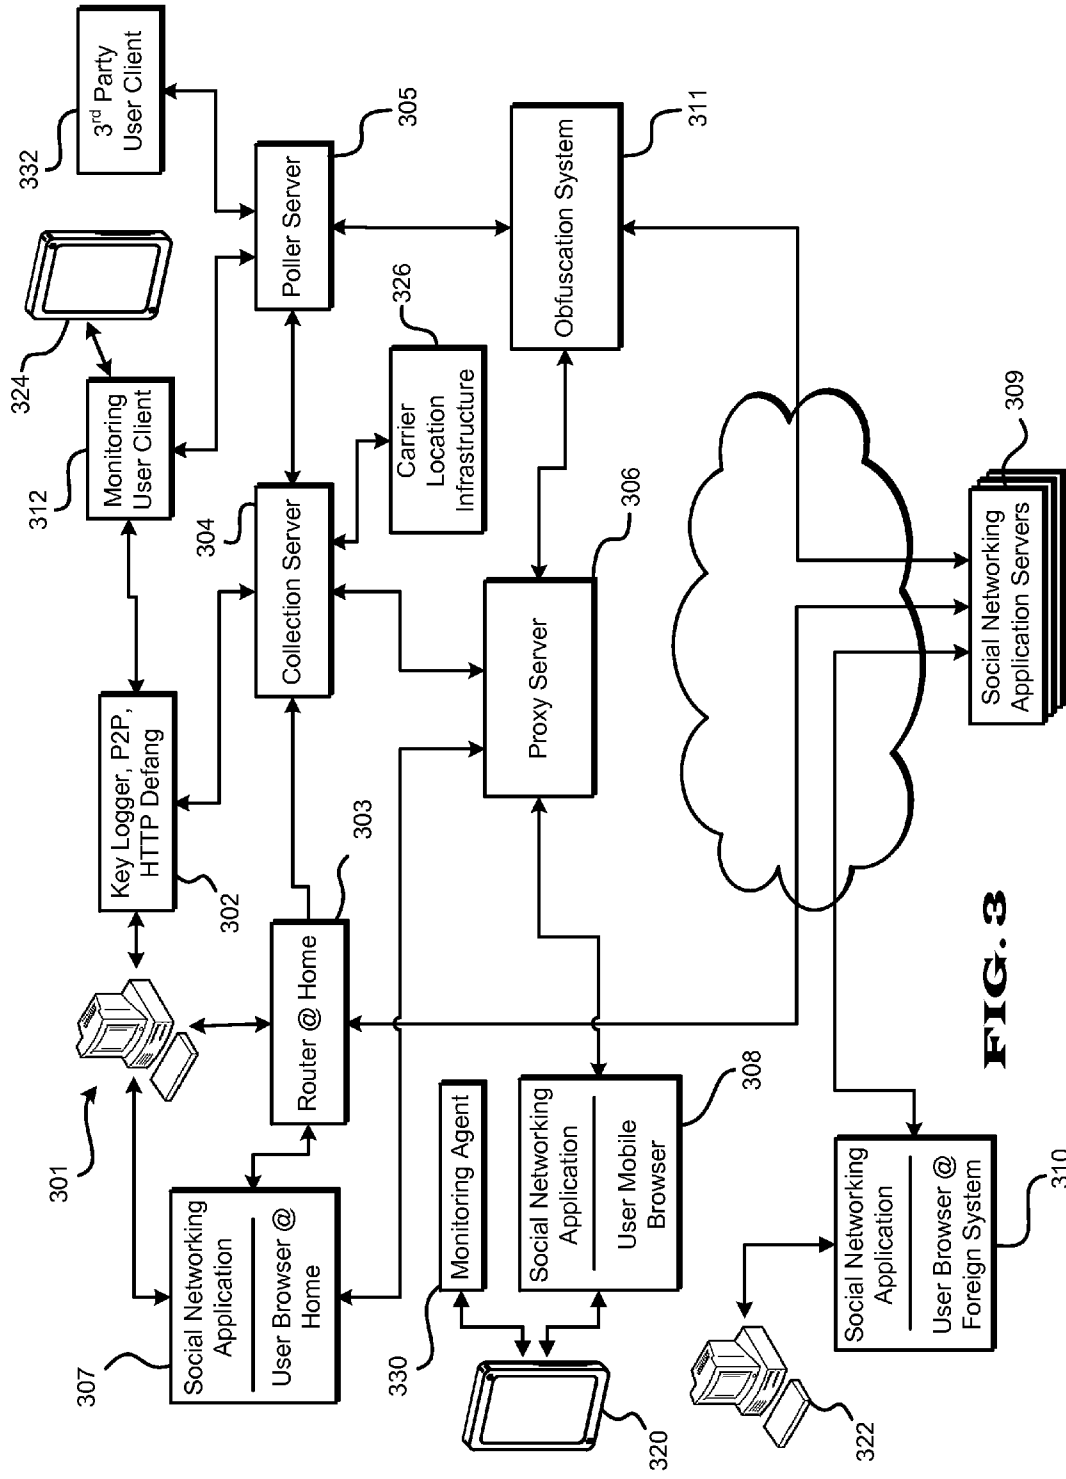 301
302
Key Logger, P2P,
HTTP Defang
312
Monitoring
User Client
324
332
3rd Party
User Client
307
Social Networking
Application
User Browser @
Home
Router @ Home
303
304
Collection Server
Poller Server
305
330
Monitoring Agent
Carrier
Location
Infrastructure
326
320
Social Networking
Application
User Mobile
Browser
308
Proxy Server
306
Obfuscation System
311
322
Social Networking
Application
User Browser @
Foreign System
310
Social Networking
Application Servers
309
FIG. 3